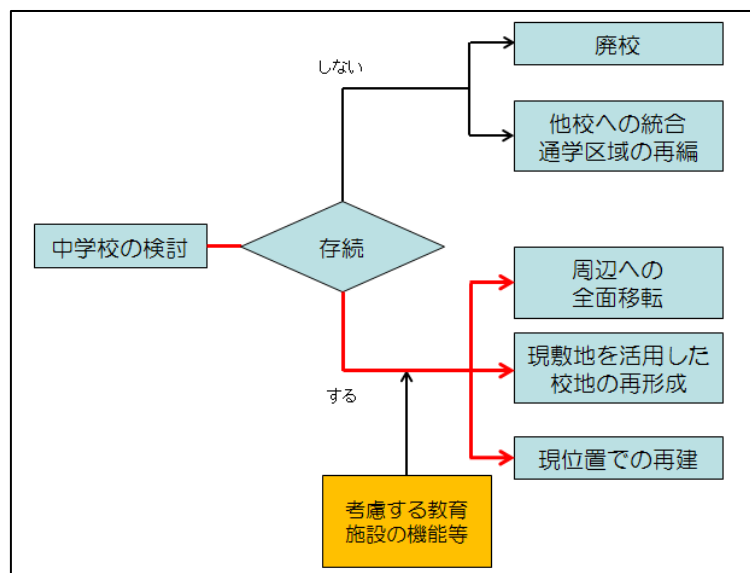 廃校
しない
他校への統合
通学区域の再編
中学校の検討
存続
周辺への
全面移転
現敷地を活用した
校地の再形成
する
現位置での再建
考慮する教育
施設の機能等